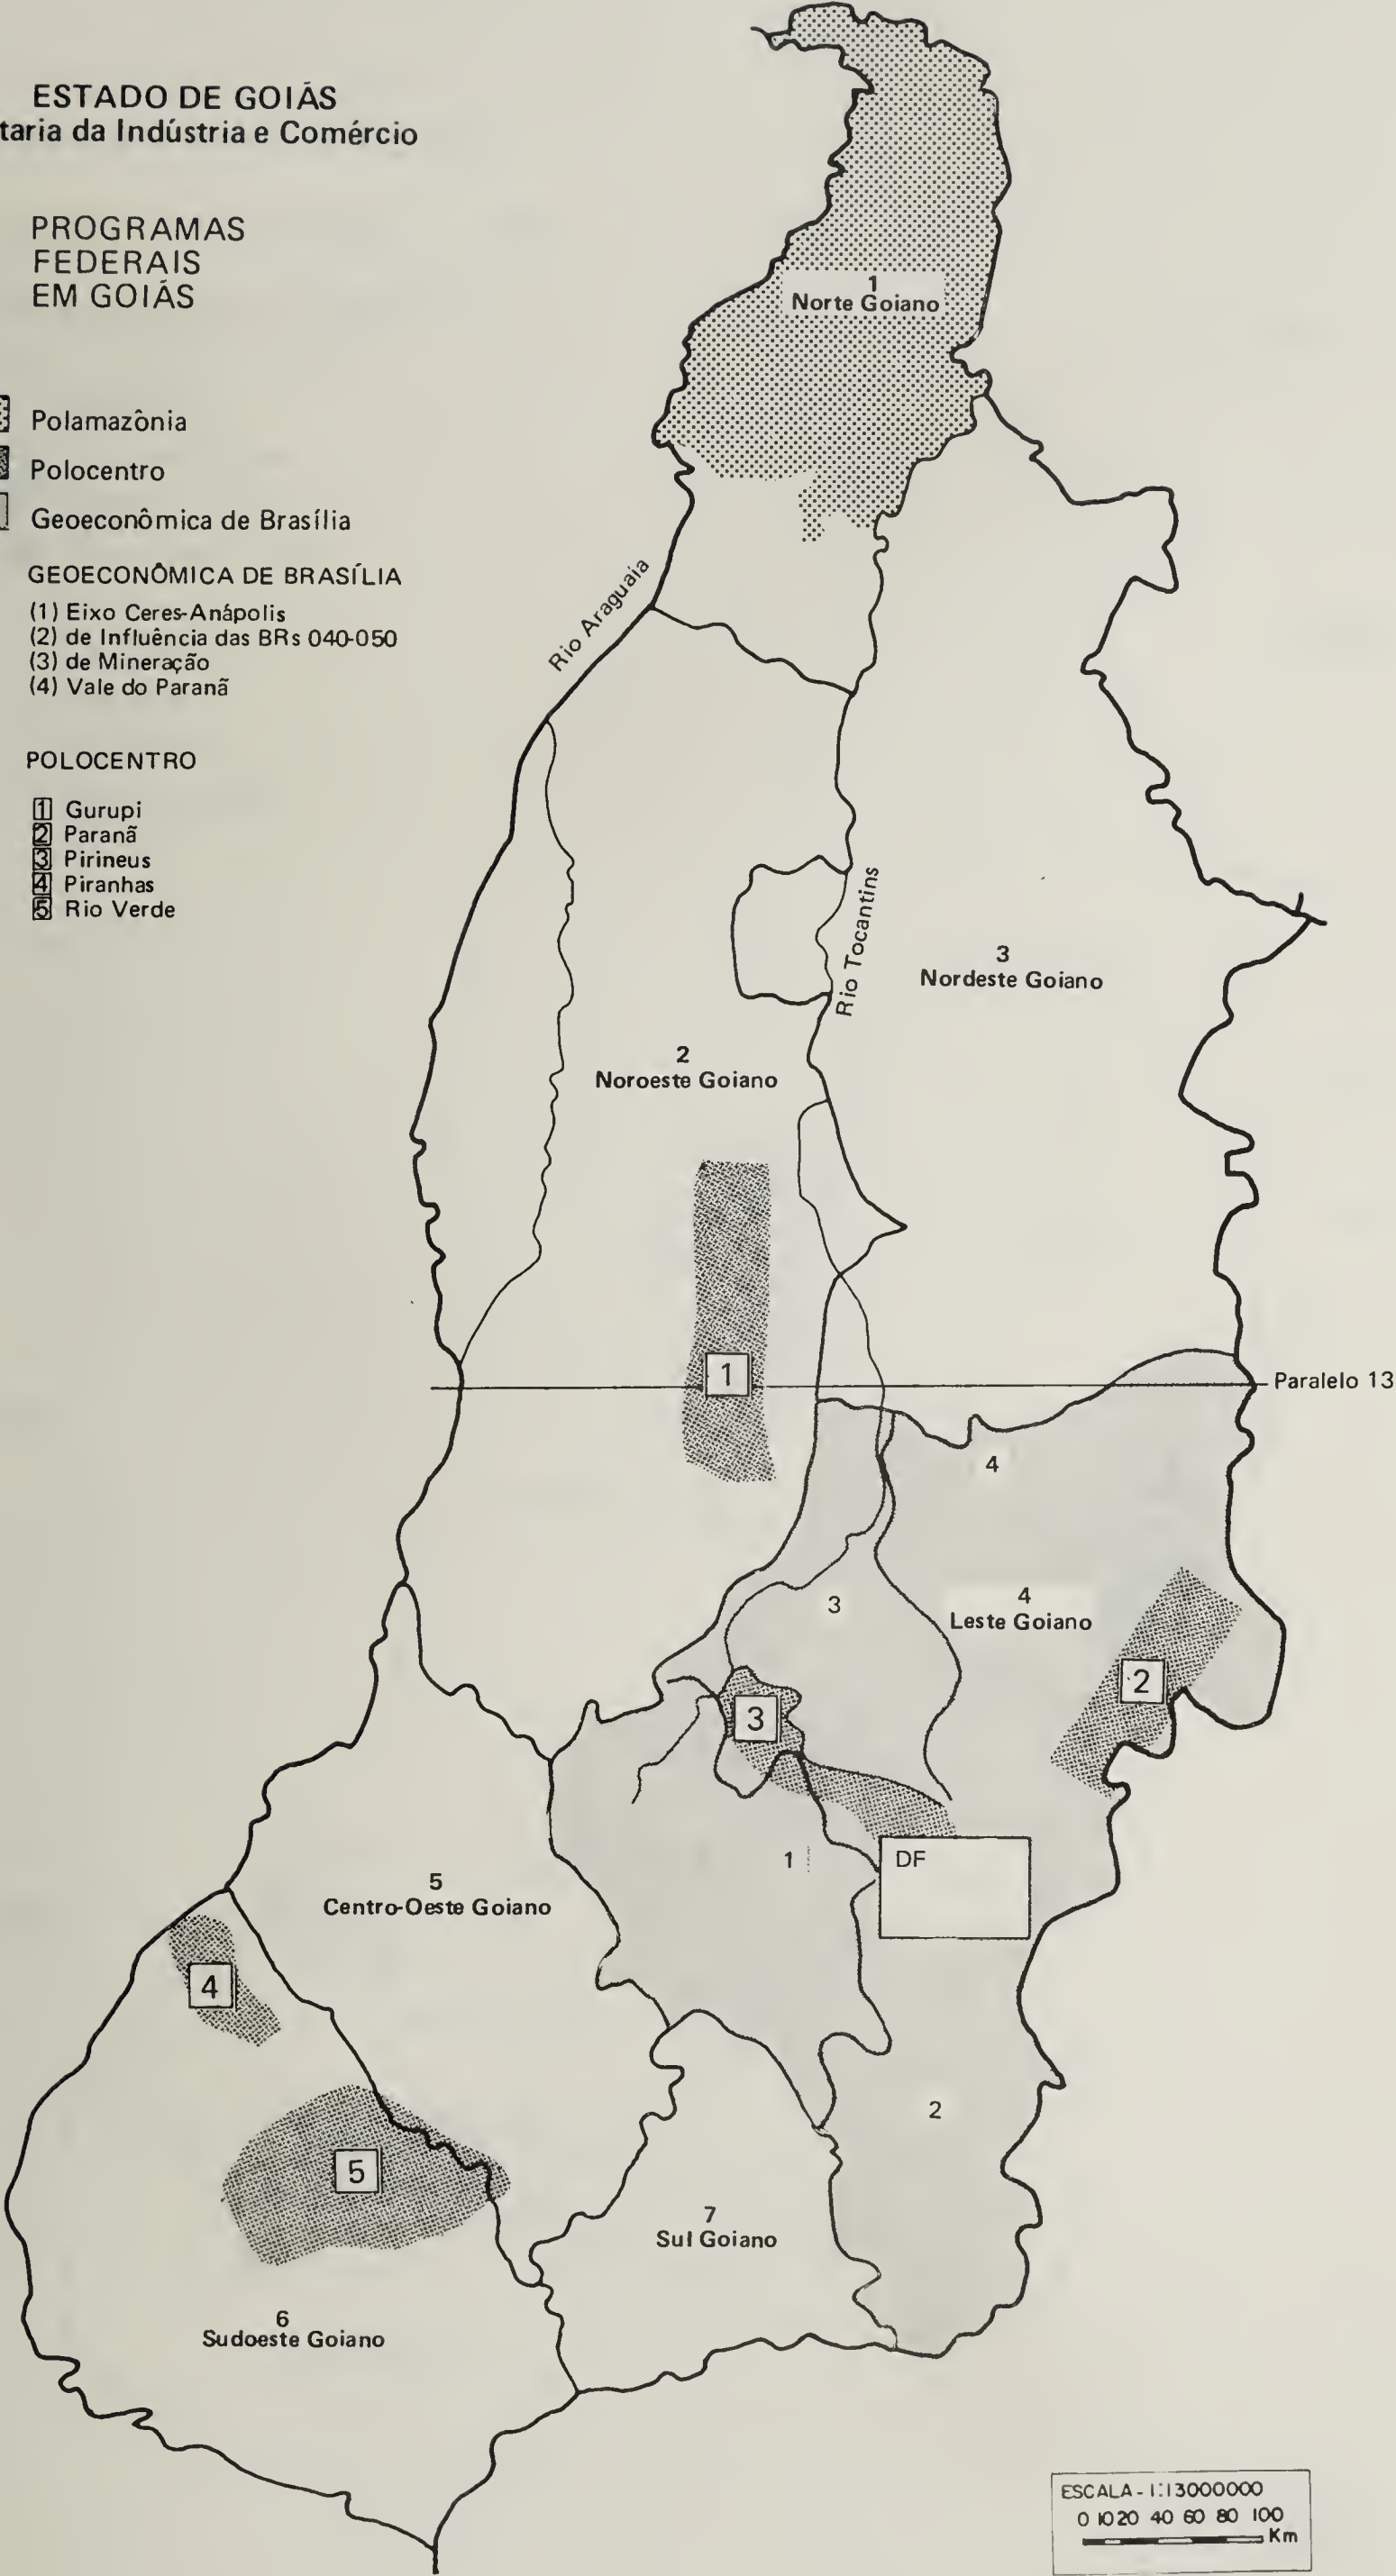 ESTADO DE GOIÁS
taria da Indústria e Comércio
PROGRAMAS
FEDERAIS
EM GOIÁS
Polamazônia
Polocentro
Geoeconômica de Brasília
GEOECONÔMICA DE BRASÍLIA
(1) Eixo Ceres-Anápolis
(2) de Influência das BRs 040-050
(3) de Mineração
(4) Vale do Paranã
POLOCENTRO
1 Gurupi
2 Paranã
3 Pirineus
4 Piranhas
5 Rio Verde
1
Norte Goiano
Rio Araguaia
Rio Tocantins
3
Nordeste Goiano
2
Noroeste Goiano
1
Paralelo 13
4
3
4
Leste Goiano
2
3
1
DF
5
Centro-Oeste Goiano
4
2
5
7
Sul Goiano
6
Sudoeste Goiano
ESCALA - 1:13000000
0 10 20 40 60 80 100
Km